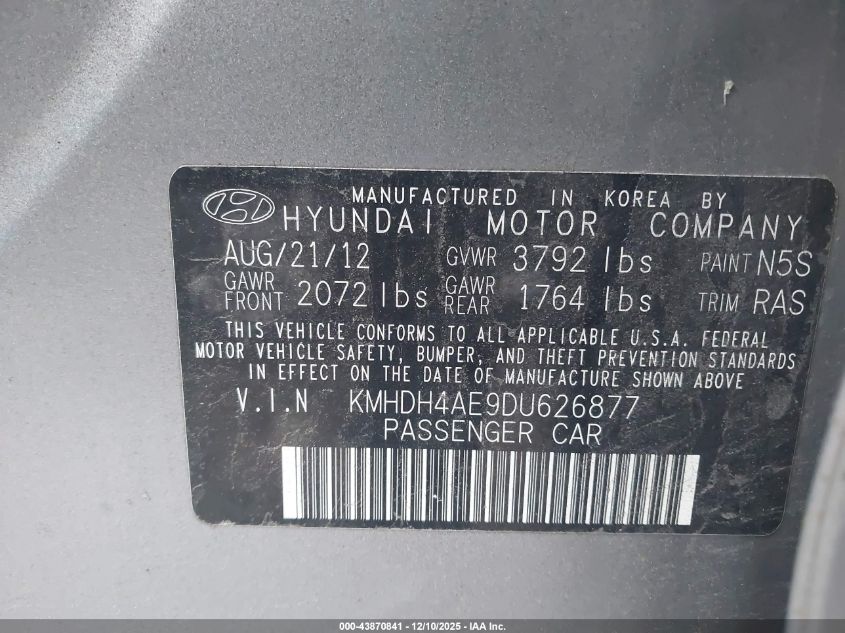 MANUFACTURED IN KOREA BY
HYUNDAI MOTOR COMPANY
AUG/21/12 GVWR 3792 lbs PAINT N5S
GAWR FRONT 2072 lbs GAWR REAR 1764 lbs TRIM RAS
THIS VEHICLE CONFORMS TO ALL APPLICABLE U.S.A. FEDERAL
MOTOR VEHICLE SAFETY, BUMPER, AND THEFT PREVENTION STANDARDS
IN EFFECT ON THE DATE OF MANUFACTURE SHOWN ABOVE
V.I.N KMHDH4AE9DU626877
PASSENGER CAR
000-43870841 - 12/10/2025 - IAA Inc.